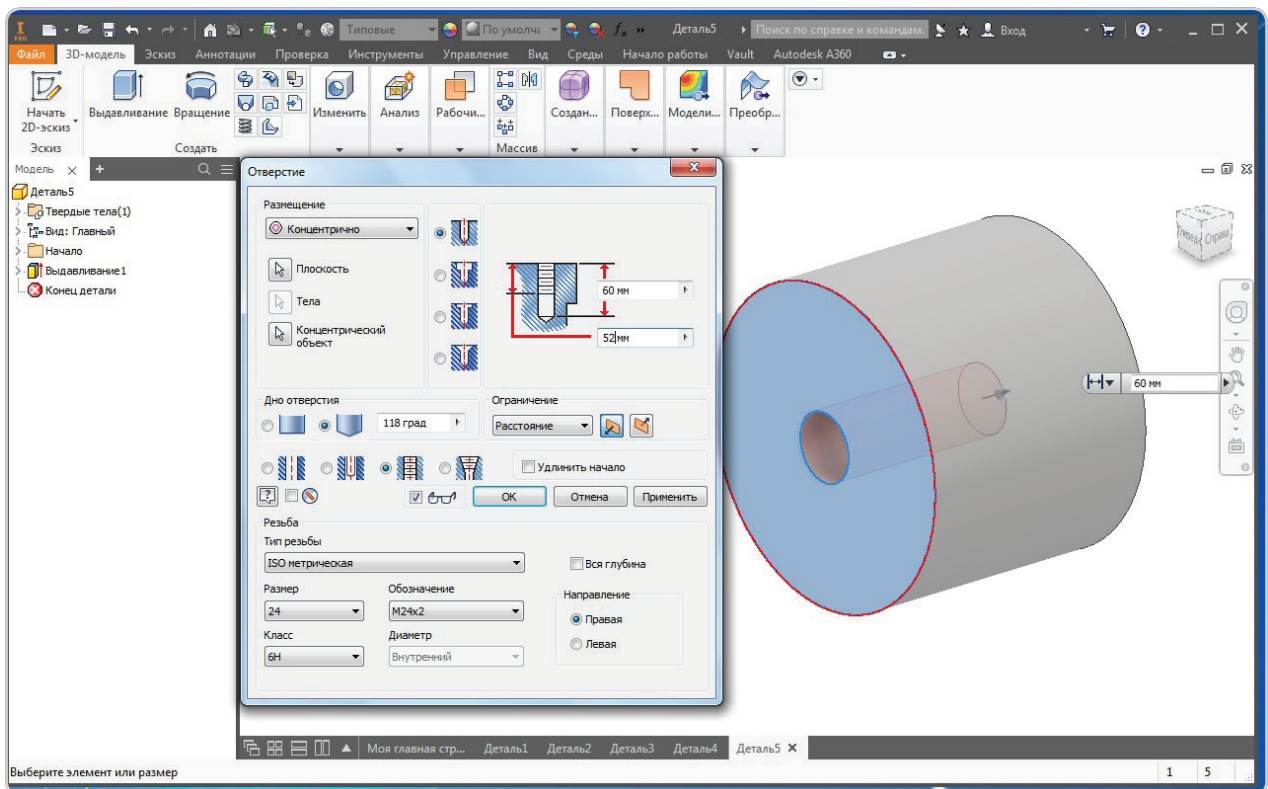 PRO
Типовые
По умолча
Деталь5
Поиск по справке и командам.
Вход
Файл 3D-модель Эскиз Аннотации Проверка Инструменты Управление Вид Среды Начало работы Vault Autodesk A360
Начать
2D-эскиз
Выдавливание Вращение
Изменить Анализ Рабочи... Создан... Поверх... Модели... Преобр...
Эскиз Создать Массив
Модель
Деталь5
Твердые тела(1)
Вид: Главный
Начало
Выдавливание1
Конец детали
Отверстие
Размещение
Концентрично
Плоскость
Тела
Концентрический
объект
60 мм
52 мм
Дно отверстия
118 град
Ограничение
Расстояние
Удлинить начало
ОК Отмена Применить
Резьба
Тип резьбы
ISO метрическая
Вся глубина
Размер Обозначение
24 M24x2
Направление
Правая
Левая
Класс Диаметр
6H Внутренний
60 мм
Справа
Моя главная стр... Деталь1 Деталь2 Деталь3 Деталь4 Деталь5
Выберите элемент или размер
1 5